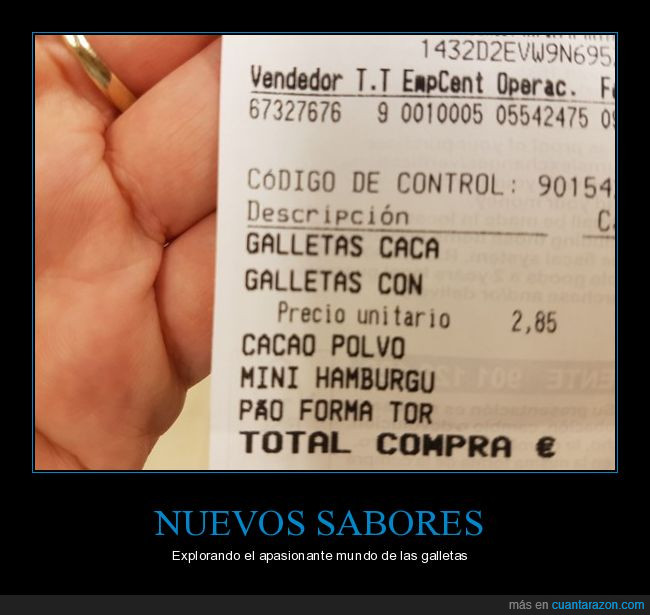 1432D2EVW9N695
Vendedor T.T EmpCent Operac. F
67327676 9 0010005 05542475 0
CóDIGO DE CONTROL: 90154
Descripción C
GALLETAS CACA
GALLETAS CON
Precio unitario 2,85
CACAO POLVO
MINI HAMBURGU
PÃO FORMA TOR
TOTAL COMPRA €
NUEVOS SABORES
Explorando el apasionante mundo de las galletas
más en cuantarazon.com